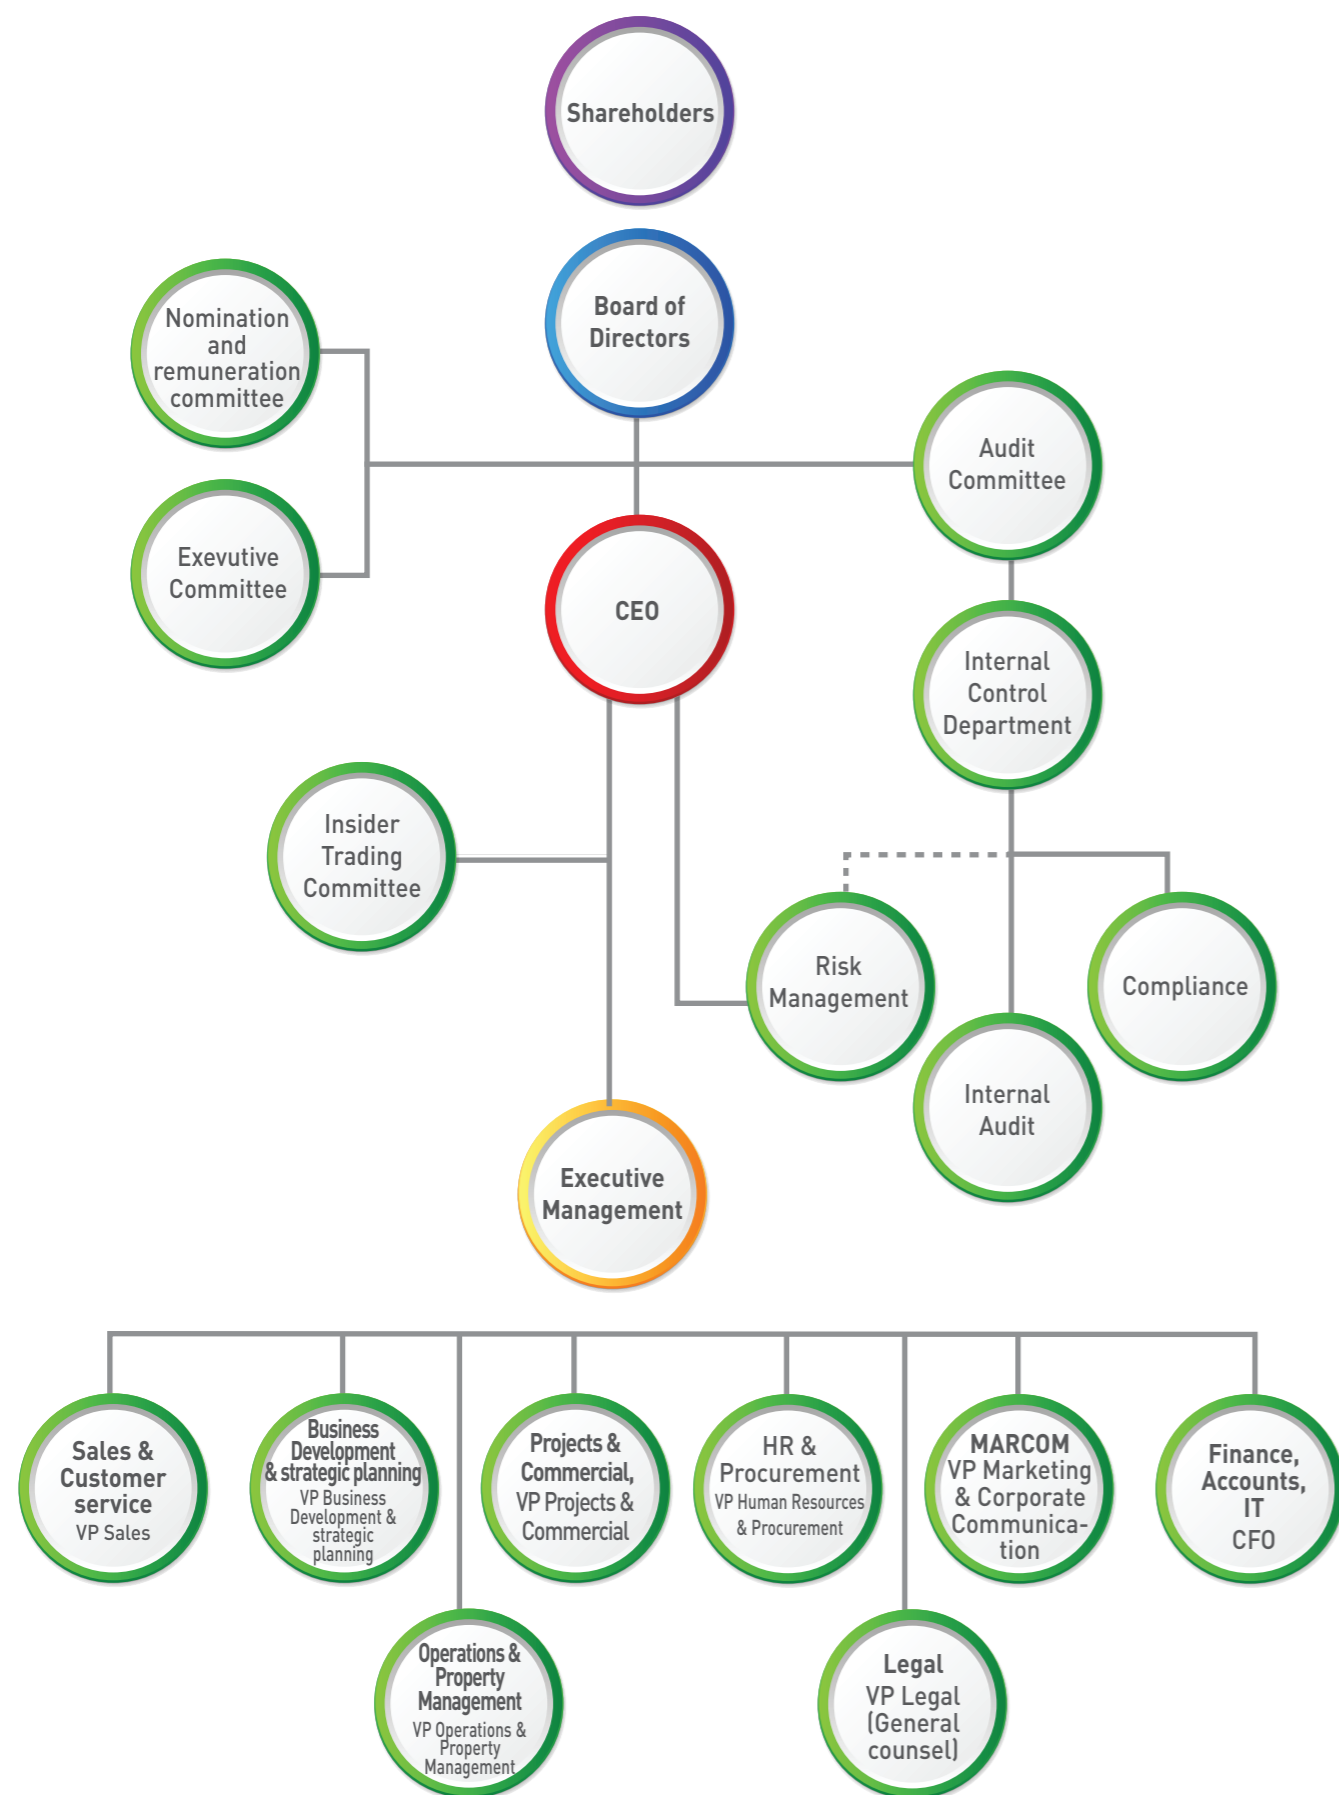 Shareholders
Board of
Directors
Nomination
and
remuneration
committee
Audit
Committee
Exevutive
Committee
CEO
Internal
Control
Department
Insider
Trading
Committee
Risk
Management
Compliance
Internal
Audit
Executive
Management
Sales &
Customer
service
VP Sales
Business
Development
& strategic planning
VP Business
Development &
strategic
planning
Projects &
Commercial,
VP Projects &
Commercial
HR &
Procurement
VP Human Resources
& Procurement
MARCOM
VP Marketing
& Corporate
Communica-
tion
Finance,
Accounts,
IT
CFO
Operations &
Property
Management
VP Operations &
Property
Management
Legal
VP Legal
(General
counsel)